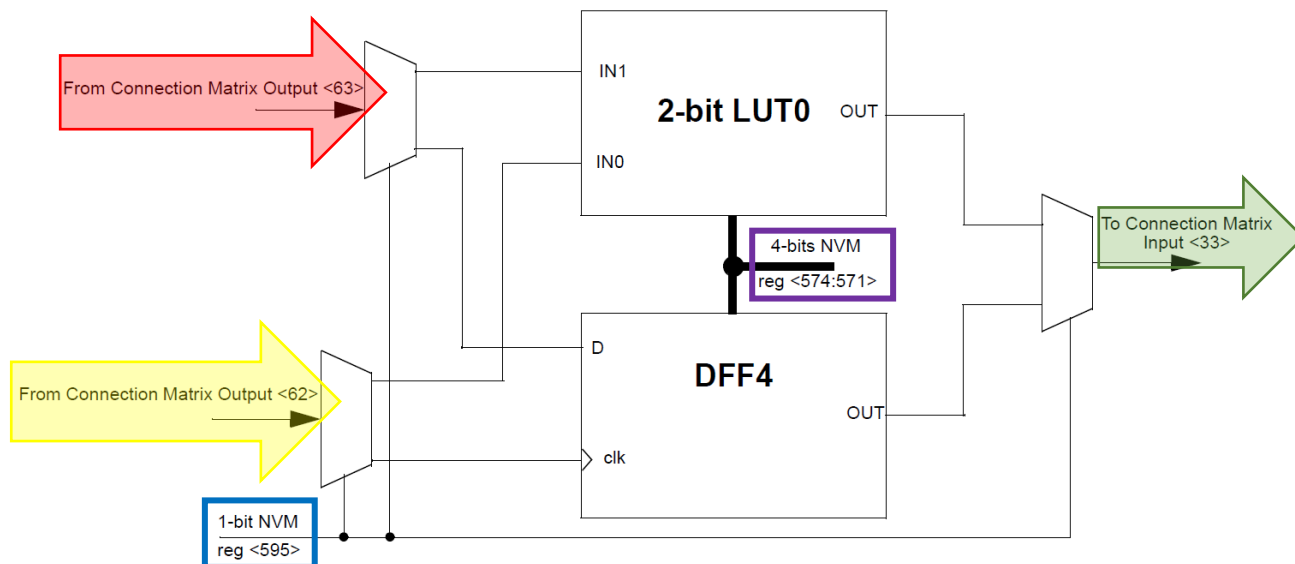 From Connection Matrix Output <63>
IN1
2-bit LUT0
OUT
IN0
To Connection Matrix
Input <33>
4-bits NVM
reg <574:571>
D
DFF4
From Connection Matrix Output <62>
OUT
clk
1-bit NVM
reg <595>